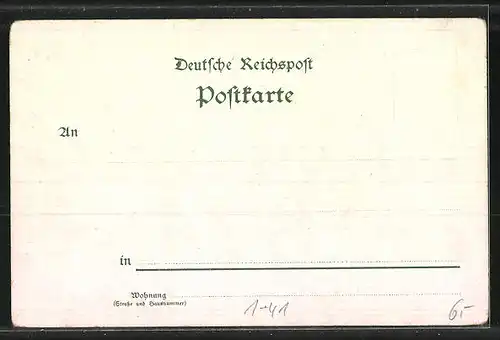 Deutsche Reichspost
Postkarte
An
in
Wohnung
(Straße und Hausnummer)
1-41
6.-